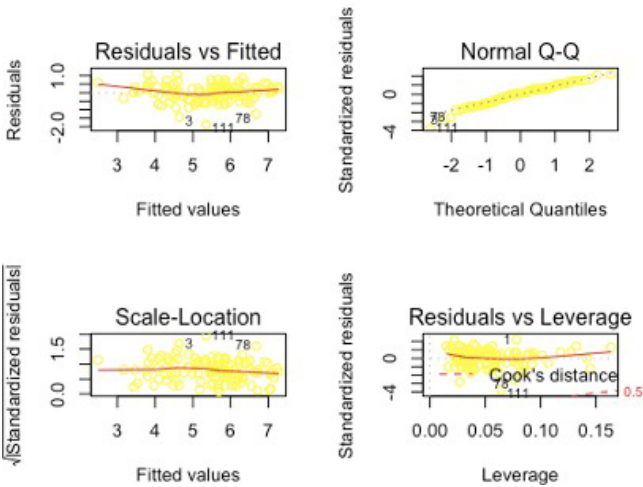 Residuals vs Fitted
Residuals
1.0
-2.0
3
111
78
3 4 5 6 7
Fitted values
Normal Q-Q
Standardized residuals
0
-4
111
-2 -1 0 1 2
Theoretical Quantiles
Scale-Location
√|Standardized residuals|
1.5
0.0
3
111
78
3 4 5 6 7
Fitted values
Residuals vs Leverage
Standardized residuals
0
-4
1
Cook's distance
78
111
0.5
0.00 0.05 0.10 0.15
Leverage